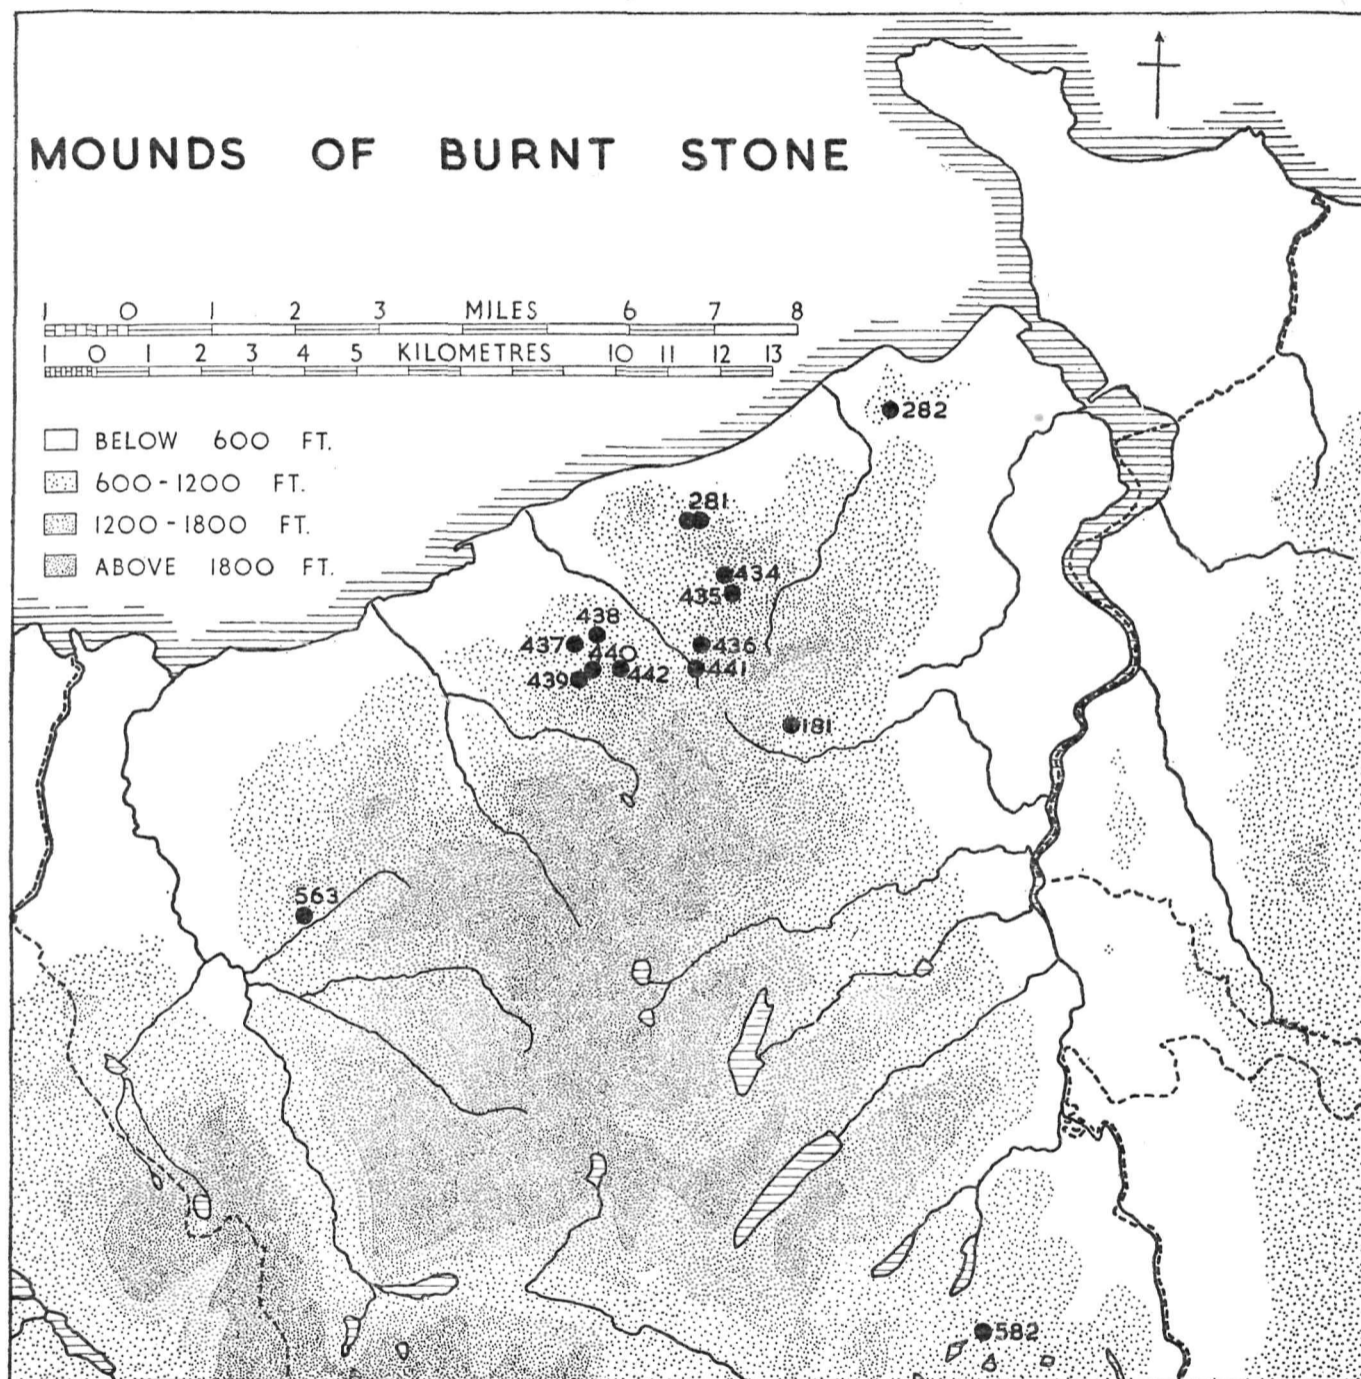 MOUNDS OF BURNT STONE
1 0 1 2 3 MILES 6 7 8
1 0 1 2 3 4 5 KILOMETRES 10 11 12 13
BELOW 600 FT.
600-1200 FT.
1200-1800 FT.
ABOVE 1800 FT.
282
281
434
435
438
437
436
440
439
442
441
181
563
582